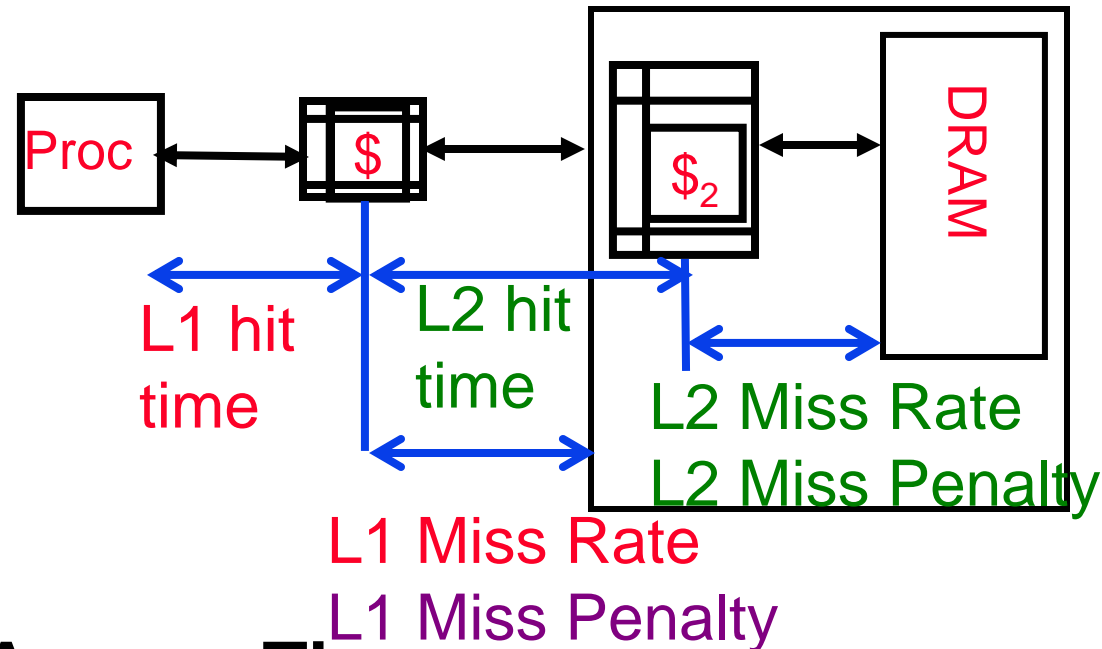 Proc
$
$2
DRAM
L1 hit
time
L2 hit
time
L2 Miss Rate
L2 Miss Penalty
L1 Miss Rate
L1 Miss Penalty